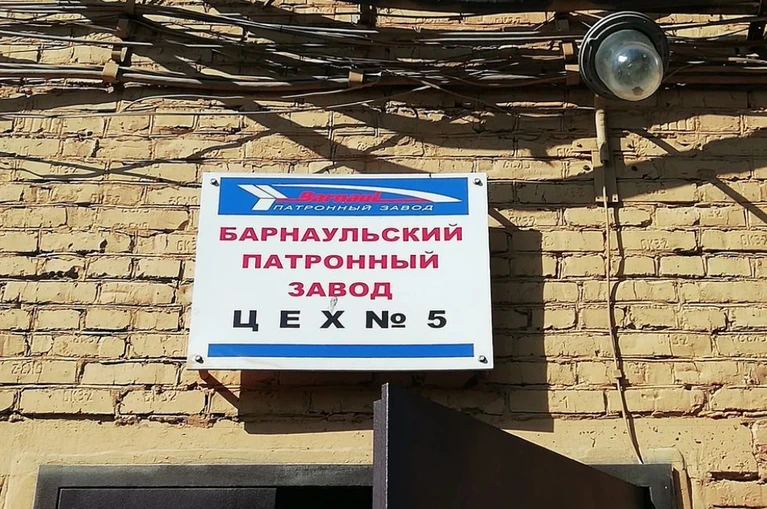 Barnaul
ПАТРОННЫЙ ЗАВОД
БАРНАУЛЬСКИЙ
ПАТРОННЫЙ
ЗАВОД
ЦЕХ № 5